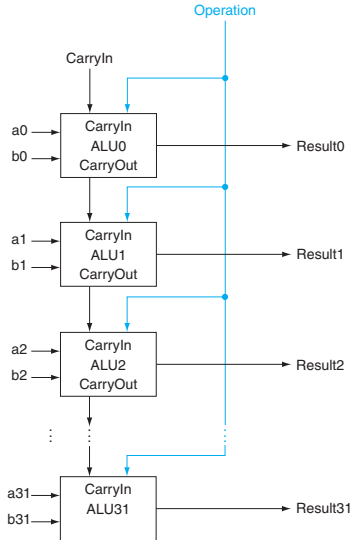 Operation
CarryIn
a0
b0
CarryIn
ALU0
CarryOut
Result0
a1
b1
CarryIn
ALU1
CarryOut
Result1
a2
b2
CarryIn
ALU2
CarryOut
Result2
a31
b31
CarryIn
ALU31
Result31